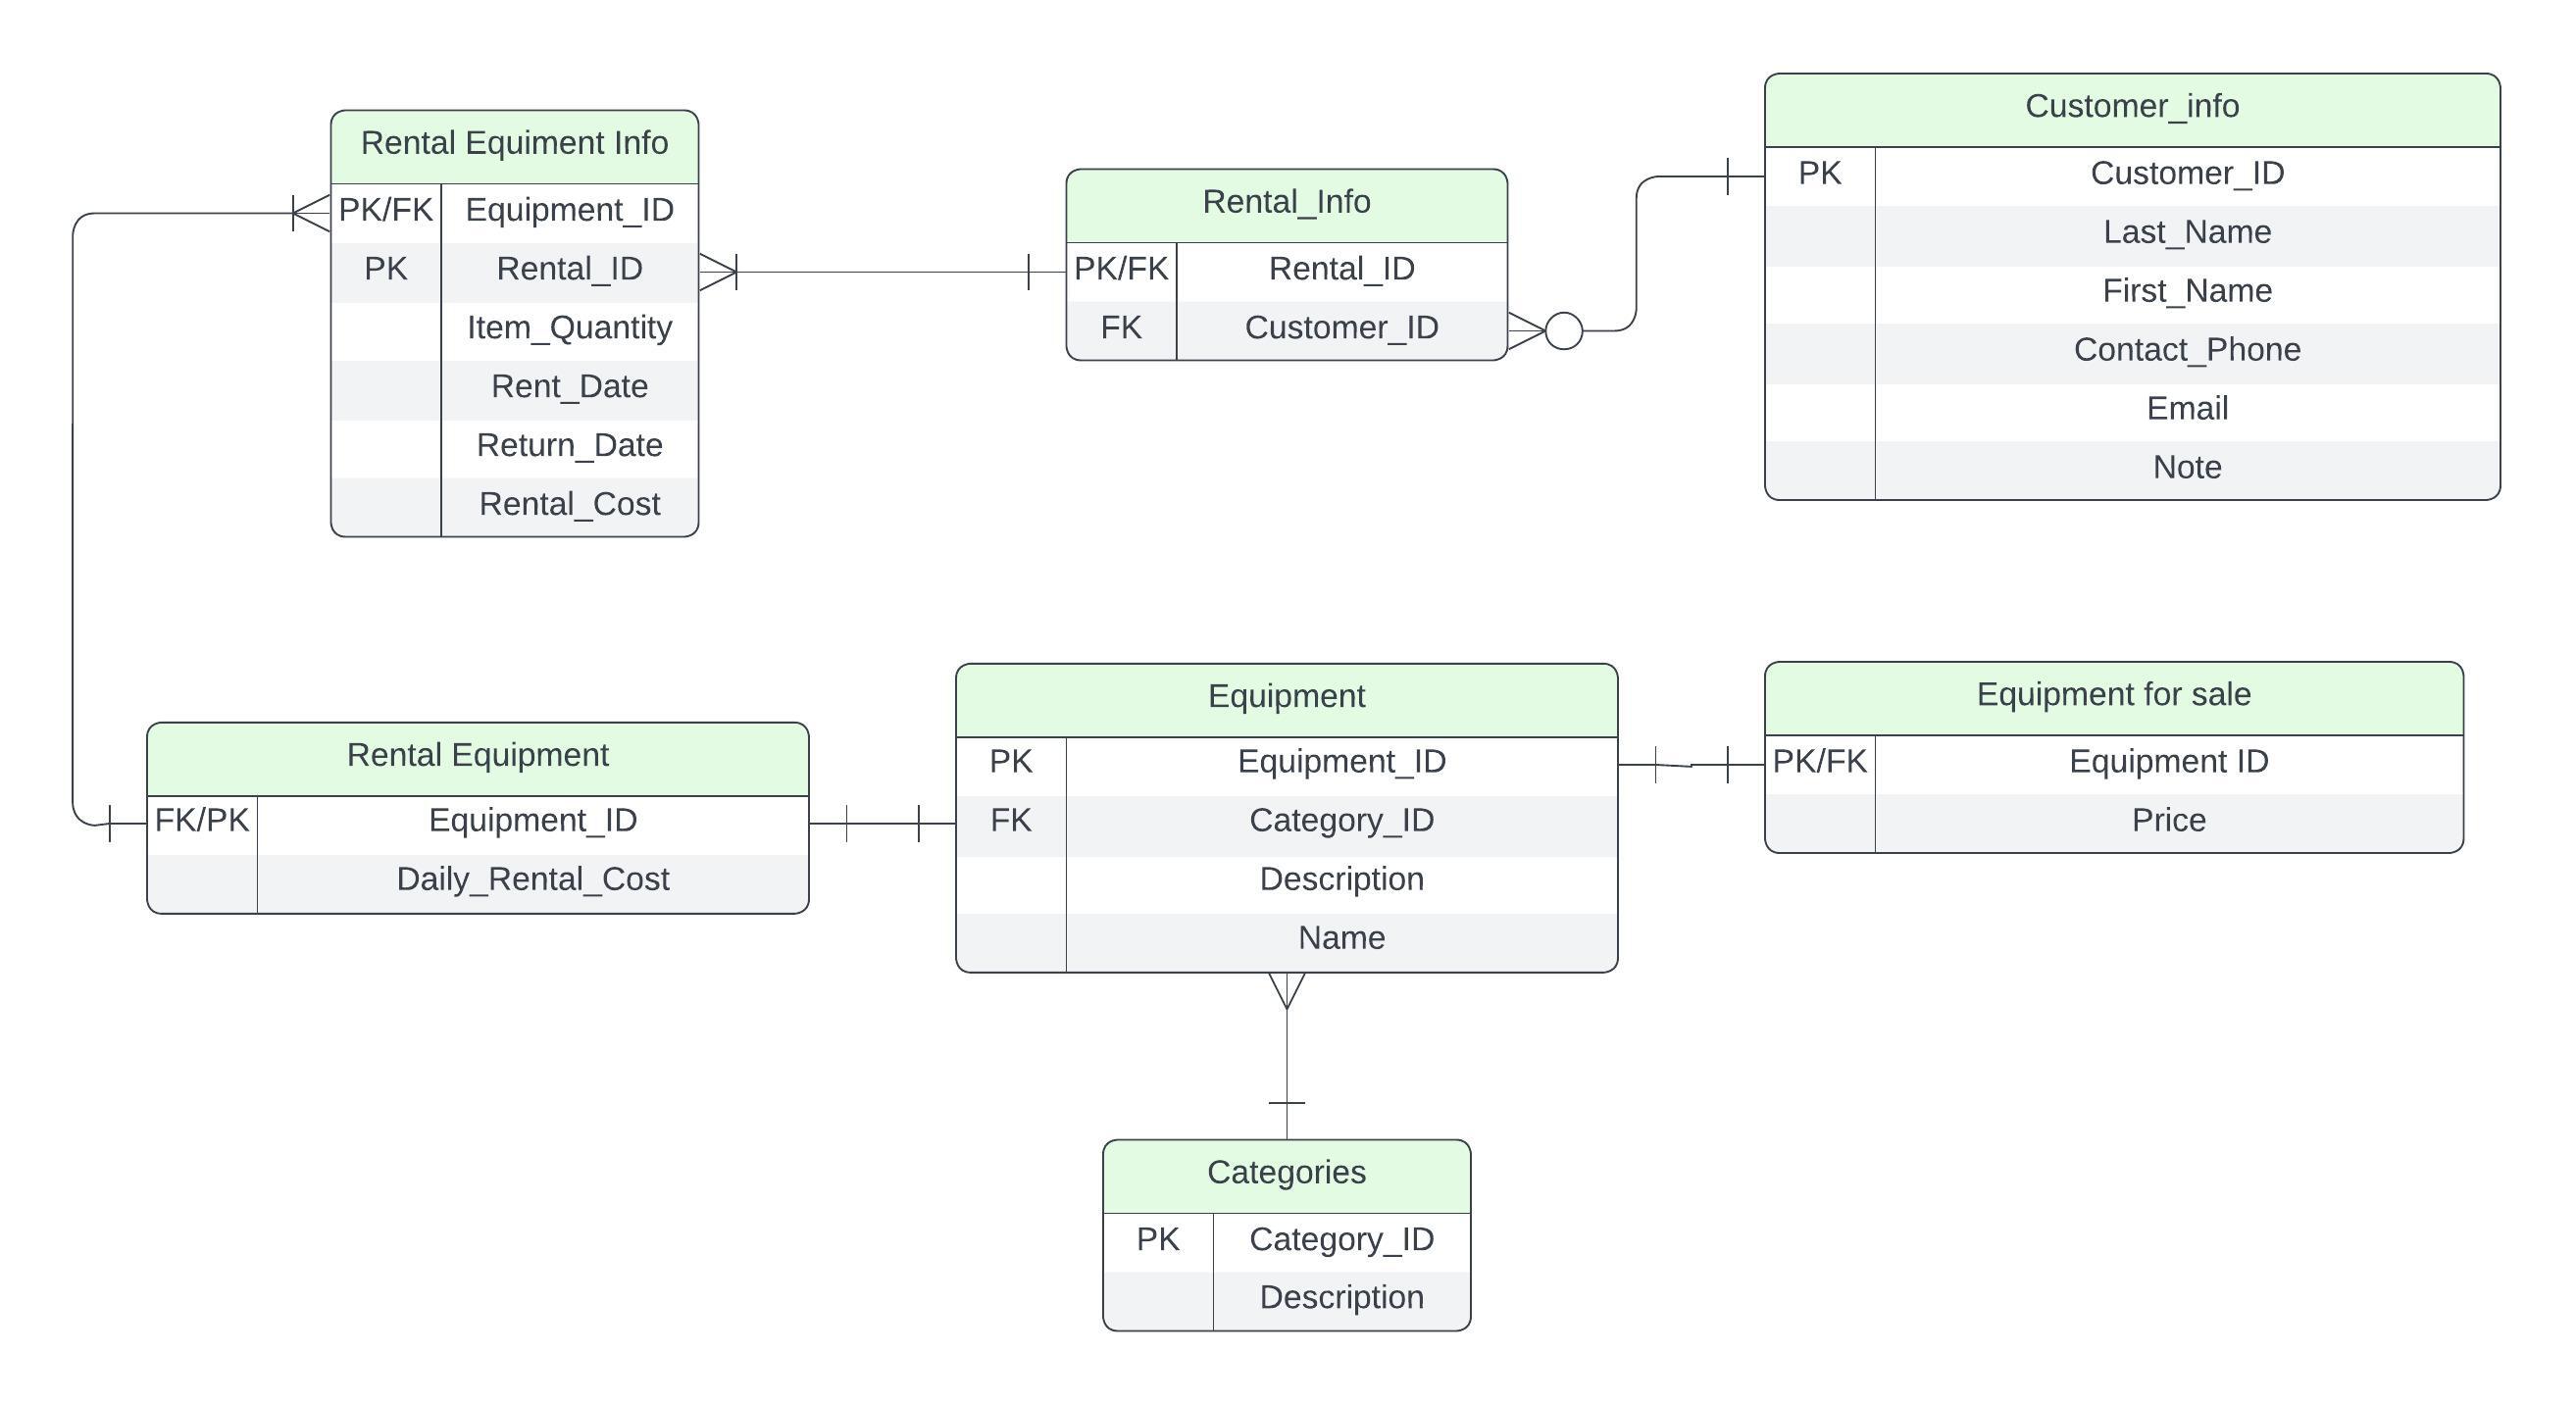 Rental Equiment Info
PK/FK Equipment_ID
PK Rental_ID
Item_Quantity
Rent_Date
Return_Date
Rental_Cost
Rental_Info
PK/FK Rental_ID
FK Customer_ID
Customer_info
PK Customer_ID
Last_Name
First_Name
Contact_Phone
Email
Note
Rental Equipment
FK/PK Equipment_ID
Daily_Rental_Cost
Equipment
PK Equipment_ID
FK Category_ID
Description
Name
Equipment for sale
PK/FK Equipment ID
Price
Categories
PK Category_ID
Description